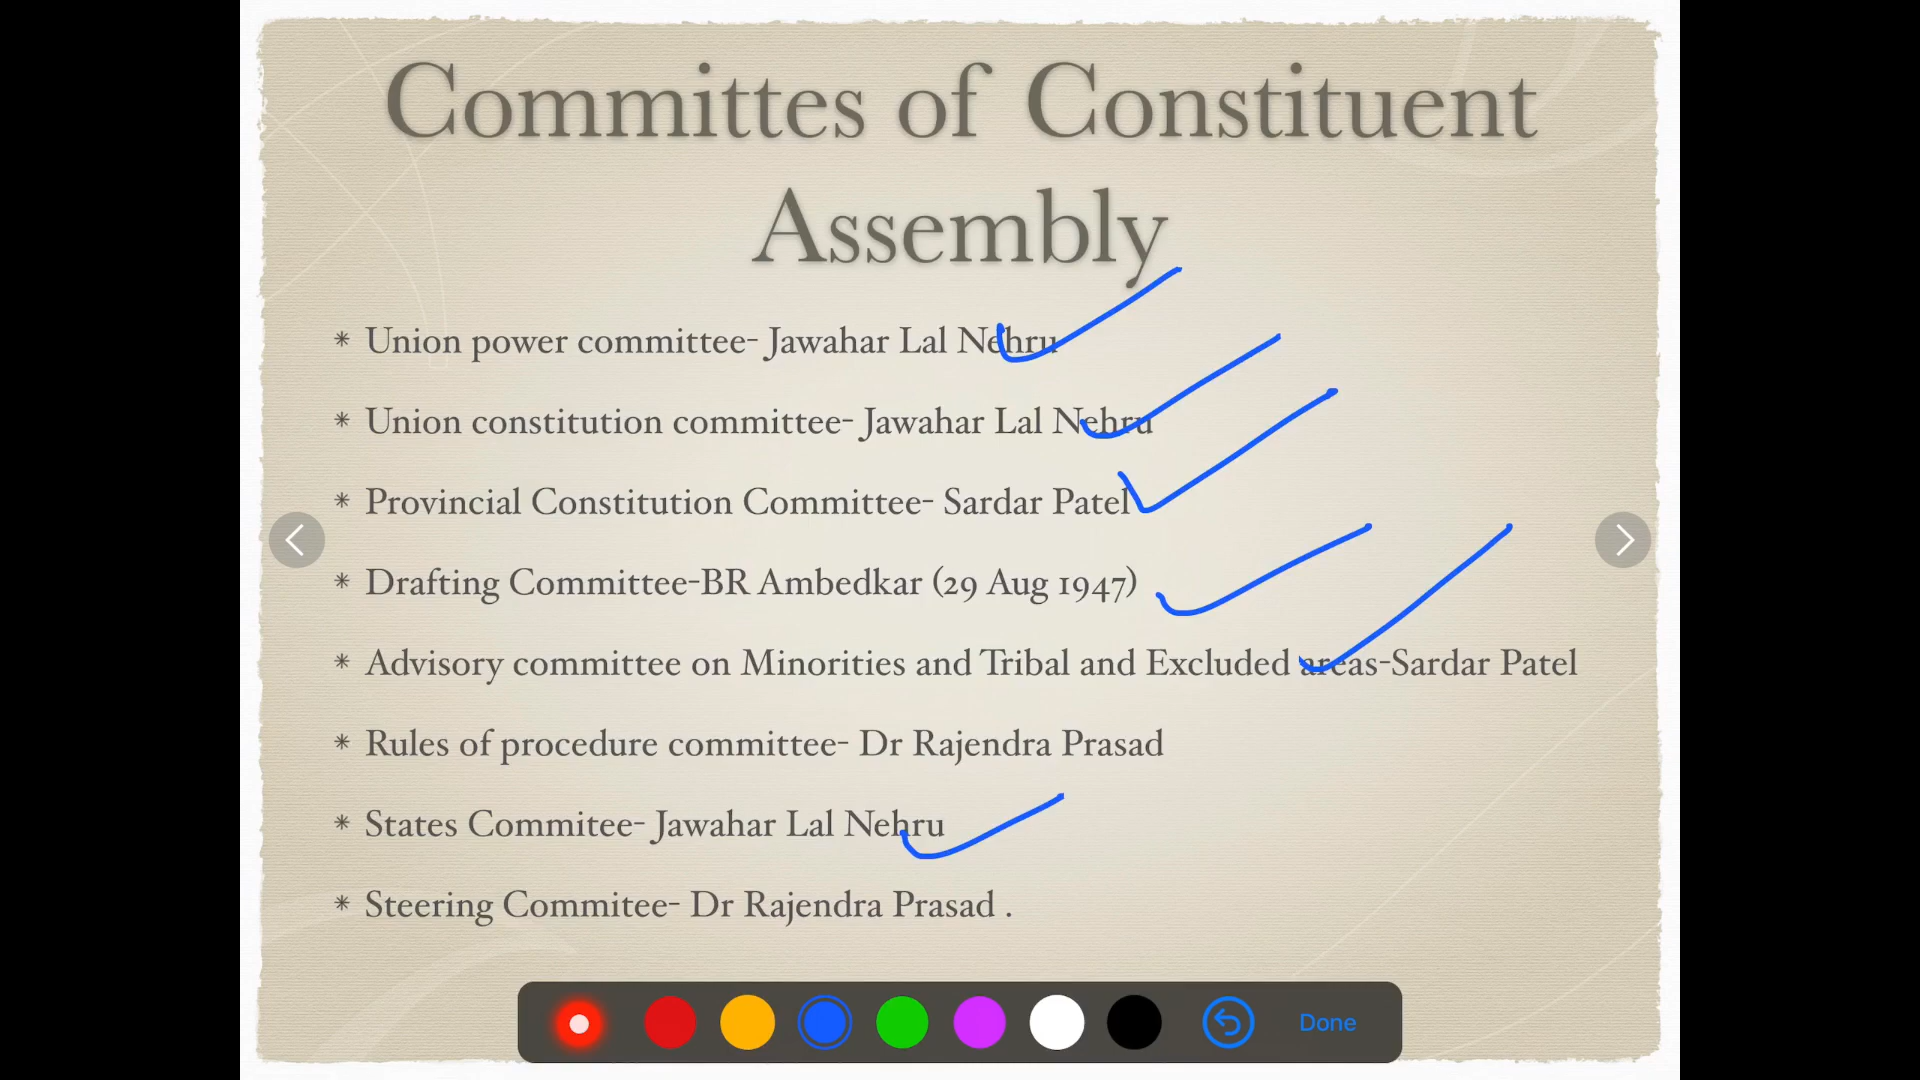 Committes of Constituent
Assembly
* Union power committee- Jawahar Lal Nehru
* Union constitution committee- Jawahar Lal Nehru
* Provincial Constitution Committee- Sardar Patel
* Drafting Committee-BR Ambedkar (29 Aug 1947)
* Advisory committee on Minorities and Tribal and Excluded areas-Sardar Patel
* Rules of procedure committee- Dr Rajendra Prasad
* States Commitee- Jawahar Lal Nehru
* Steering Commitee- Dr Rajendra Prasad .
Done